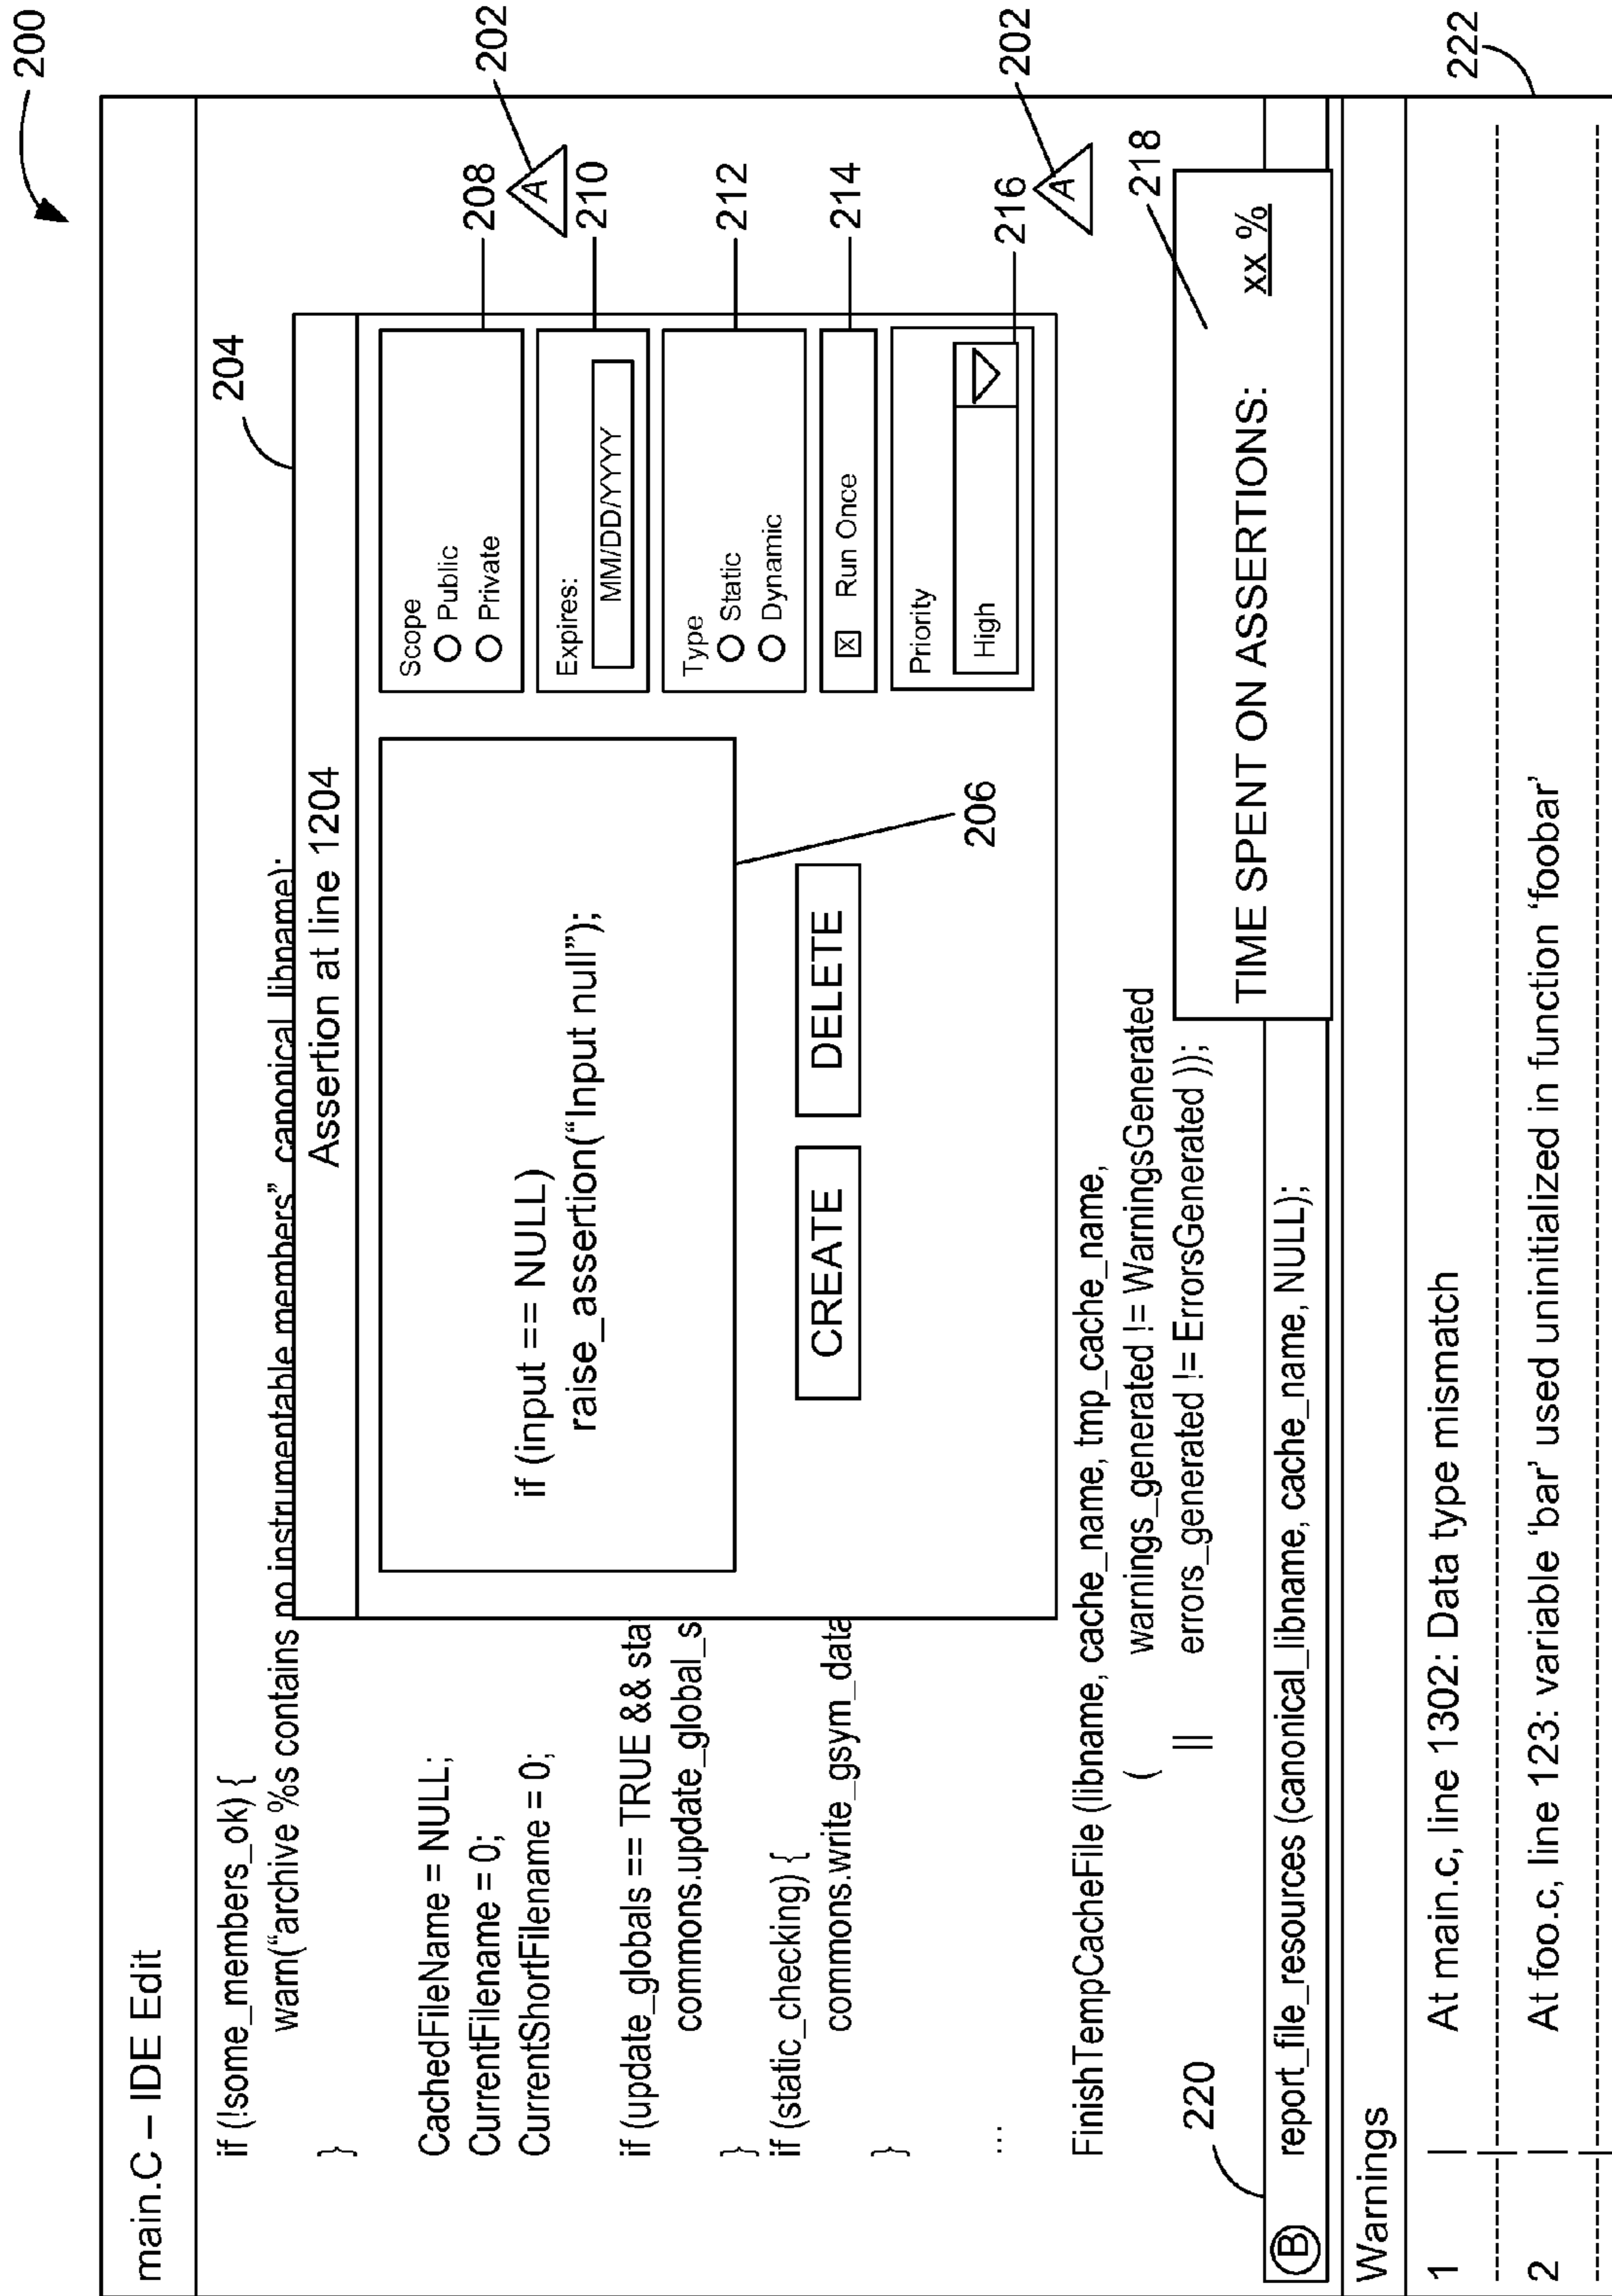 200
main.C – IDE Edit
if (!some_members_ok) {
warn(“archive %s contains no instrumentable members” canonical_libname);
}
CachedFileName = NULL;
CurrentFilename = 0;
CurrentShortFilename = 0;
if (update_globals == TRUE && sta
commons.update_global_s
}
if (static_checking) {
commons.write_gsym_data
}
...
FinishTempCacheFile (libname, cache_name, tmp_cache_name,
( warnings_generated != WarningsGenerated
|| errors_generated != ErrorsGenerated ));
220
B report_file_resources (canonical_libname, cache_name, NULL);
204
Assertion at line 1204
if (input == NULL)
raise_assertion(“Input null”);
206
CREATE DELETE
Scope
Public
Private
208
202
A
Expires:
MM/DD/YYYY
210
Type
Static
Dynamic
212
X Run Once
214
Priority
High
216
202
A
218
TIME SPENT ON ASSERTIONS: xx %
Warnings
222
1 | At main.c, line 1302: Data type mismatch
2 | At foo.c, line 123: variable ‘bar’ used uninitialized in function ‘foobar’